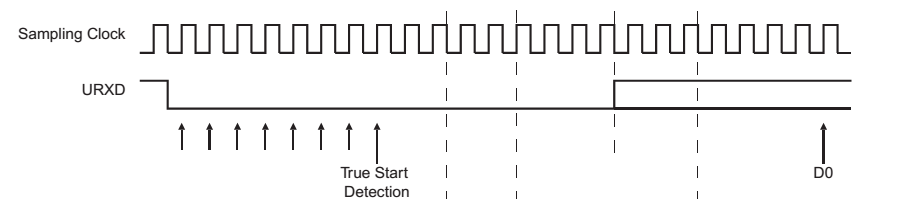 Sampling Clock
URXD
True Start
Detection
D0